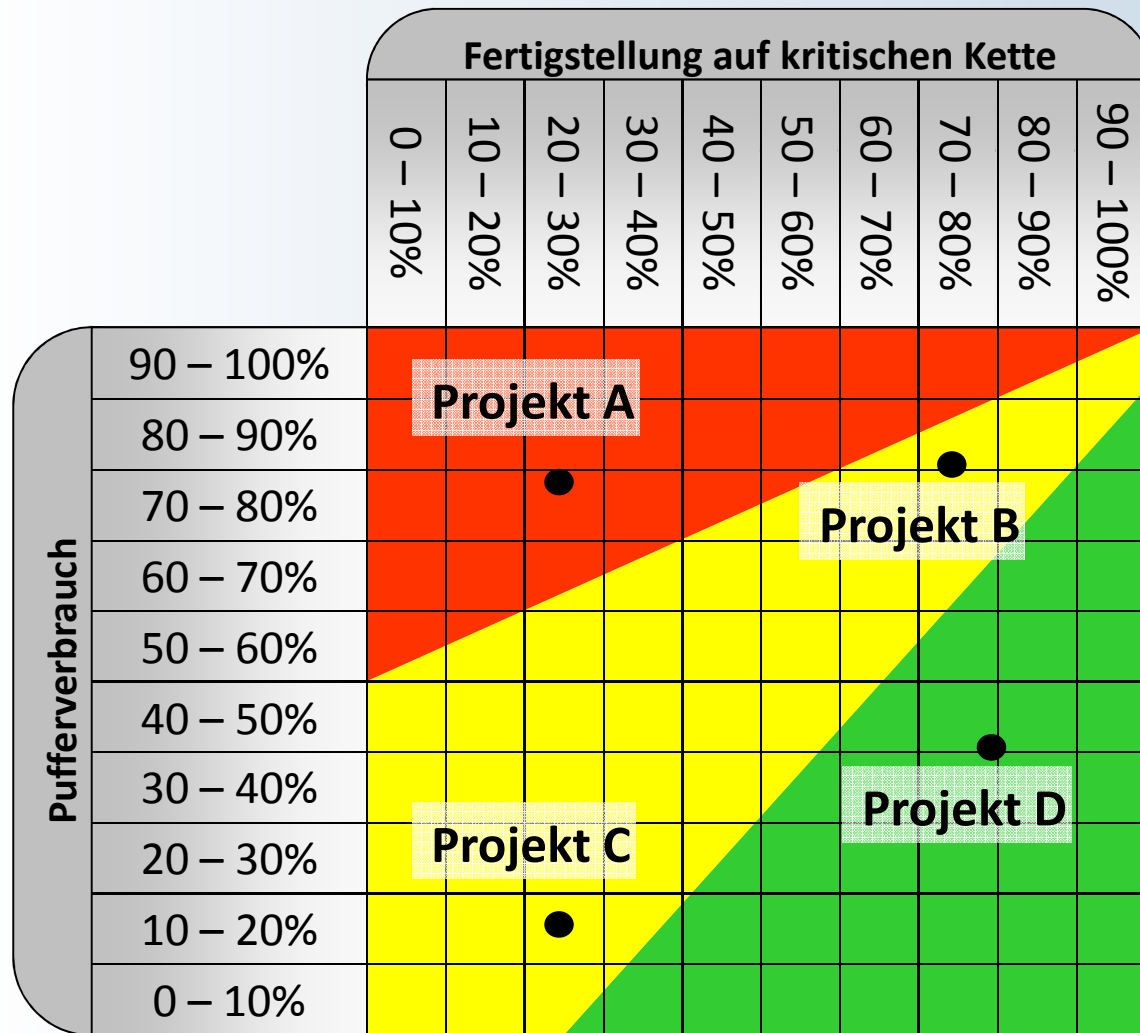 Fertigstellung auf kritischen Kette
0 – 10%
10 – 20%
20 – 30%
30 – 40%
40 – 50%
50 – 60%
60 – 70%
70 – 80%
80 – 90%
90 – 100%
Pufferverbrauch
90 – 100%
80 – 90%
70 – 80%
60 – 70%
50 – 60%
40 – 50%
30 – 40%
20 – 30%
10 – 20%
0 – 10%
Projekt A
Projekt B
Projekt C
Projekt D